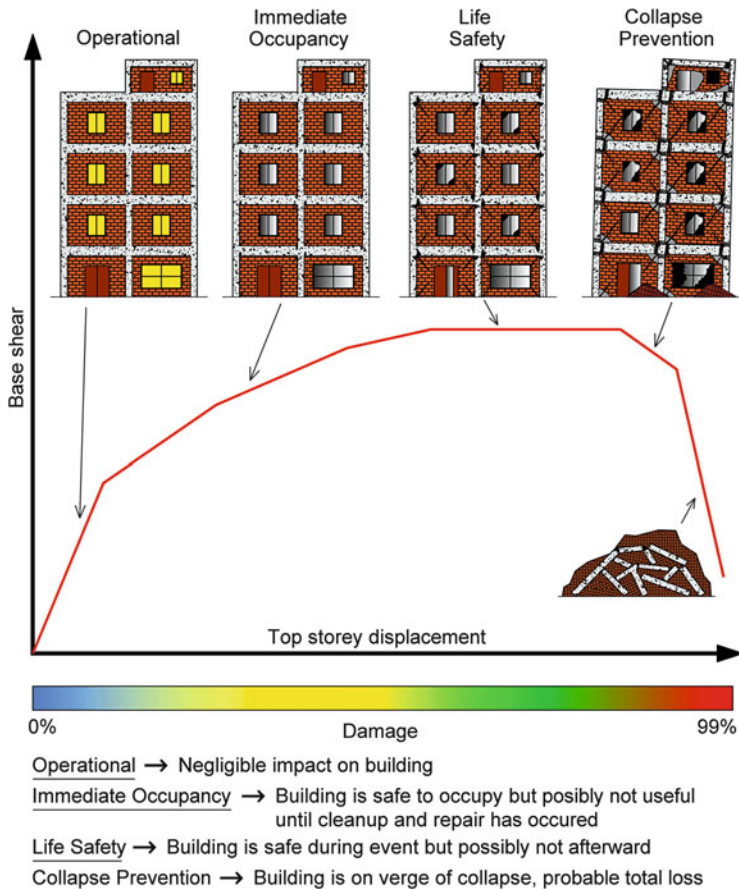 Operational
Immediate
Occupancy
Life
Safety
Collapse
Prevention
Base shear
Top storey displacement
0%
Damage
99%
Operational → Negligible impact on building
Immediate Occupancy → Building is safe to occupy but posibly not useful
until cleanup and repair has occured
Life Safety → Building is safe during event but possibly not afterward
Collapse Prevention → Building is on verge of collapse, probable total loss